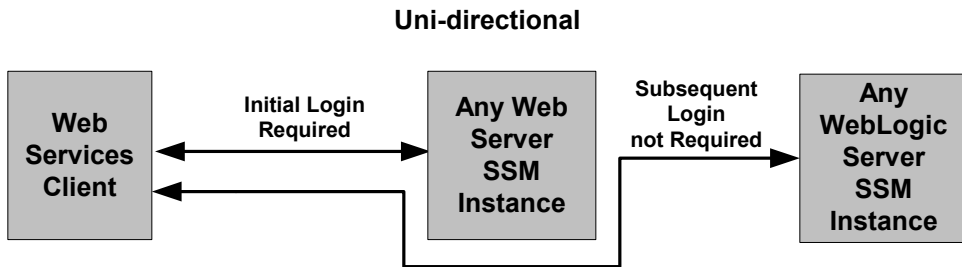 Uni-directional
Web
Services
Client
Initial Login
Required
Any Web
Server
SSM
Instance
Subsequent
Login
not Required
Any
WebLogic
Server
SSM
Instance